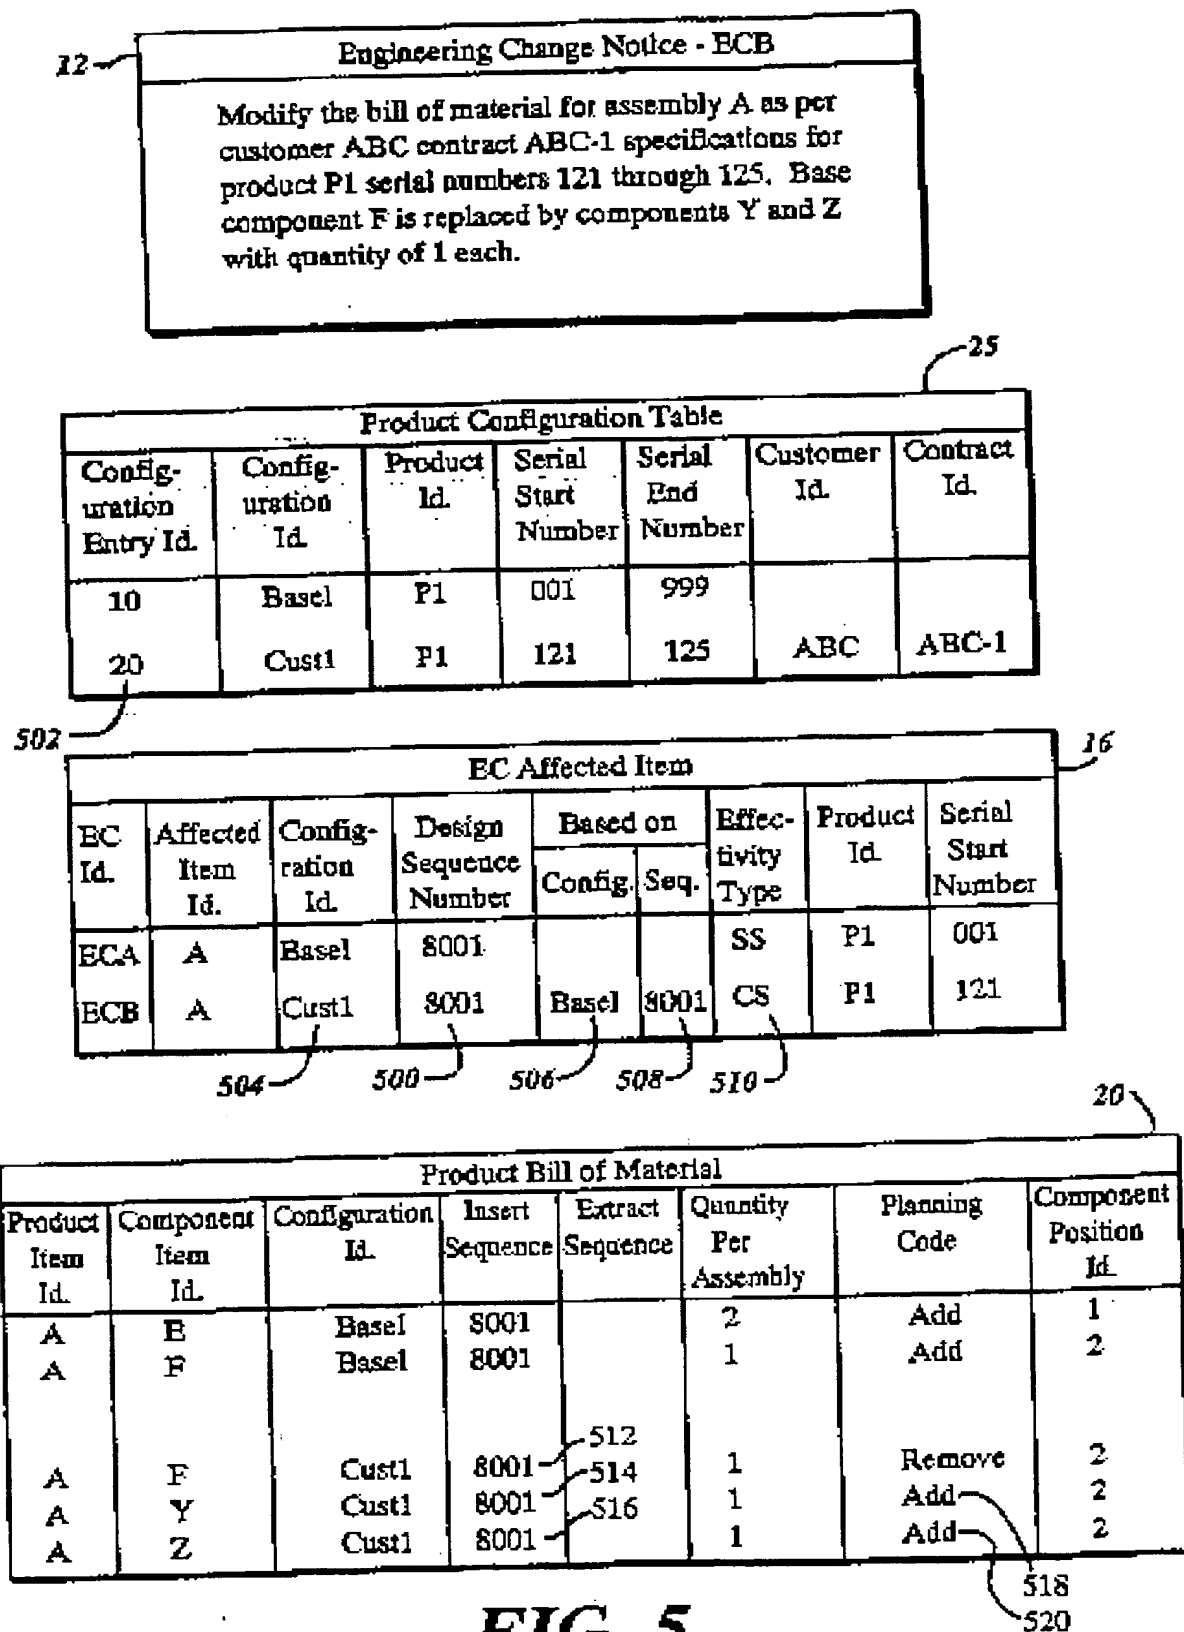 12
Engineering Change Notice - ECB
Modify the bill of material for assembly A as per
customer ABC contract ABC-1 specifications for
product P1 serial numbers 121 through 125. Base
component F is replaced by components Y and Z
with quantity of 1 each.
25
Product Configuration Table
Config- Config- Product Serial Serial Customer Contract
uration uration Id. Start End Id. Id.
Entry Id. Id. Number Number
10 Base1 P1 001 999
20 Cust1 P1 121 125 ABC ABC-1
502
16
EC Affected Item
EC Affected Config- Design Based on Effec- Product Serial
Id. Item ration Sequence Config. Seq. tivity Id. Start
Id. Id. Number Type Number
ECA A Base1 8001 SS P1 001
ECB A Cust1 8001 Base1 8001 CS P1 121
504 500 506 508 510
20
Product Bill of Material
Product Component Configuration Insert Extract Quantity Planning Component
Item Item Id. Sequence Sequence Per Code Position
Id. Id. Assembly Id.
A E Base1 8001 2 Add 1
A F Base1 8001 1 Add 2
512
A F Cust1 8001 1 Remove 2
514
A Y Cust1 8001 1 Add 2
516
A Z Cust1 8001 1 Add 2
518
520
FIG. 5